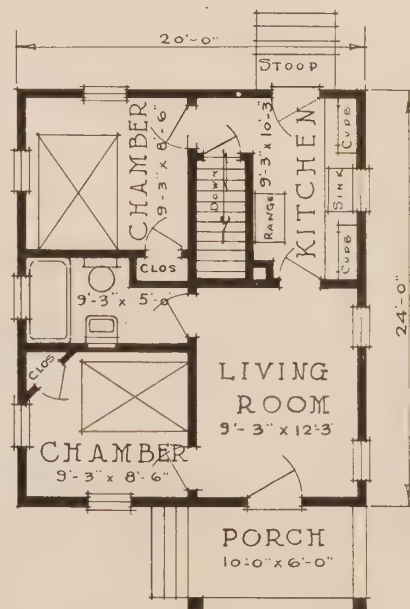 20'-0"
STOOP
CHAMBER
9'-3" x 8'-6"
KITCHEN
9'-3" x 10'-3"
CUPB
SINK
CUPB
RANGE
DOWN
CLOS
9'-3" x 5'-0"
24'-0"
CLOS
LIVING
ROOM
9'-3" x 12'-3
CHAMBER
9'-3" x 8'-6"
PORCH
10'-0" x 6'-0"